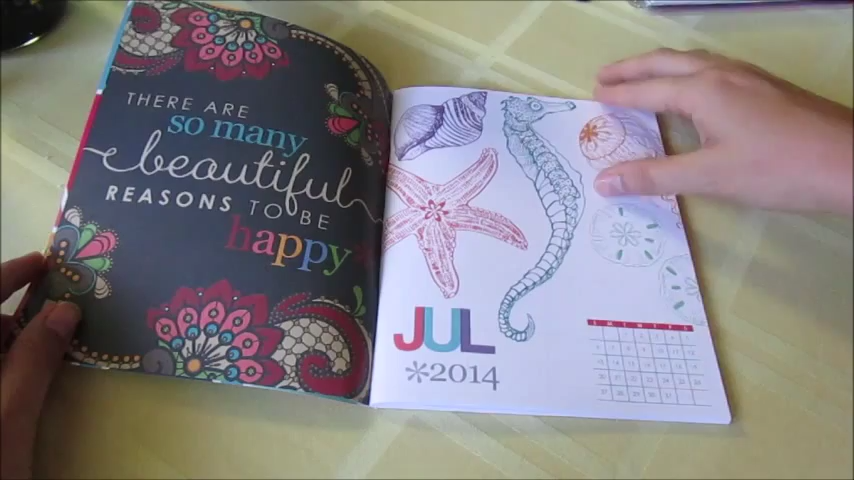 THERE ARE
so many
beautiful
REASONS TO BE
happy
JUL
*2014
S M T W T F S